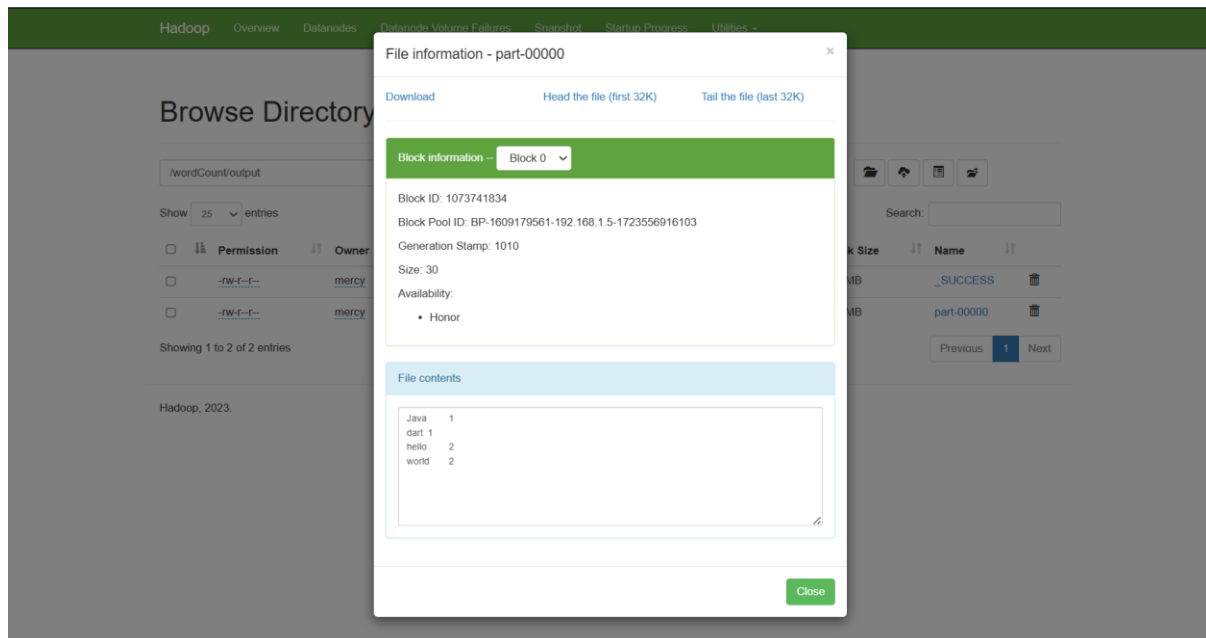 Hadoop Overview Datanodes Datanode Volume Failures Snapshot Startup Progress Utilities
File information - part-00000 ×
Download Head the file (first 32K) Tail the file (last 32K)
Browse Directory
Block information -- Block 0
/wordCount/output
Block ID: 1073741834
Show 25 entries Search:
Block Pool ID: BP-1609179561-192.168.1.5-1723556916103
Generation Stamp: 1010
Permission Owner k Size Name
Size: 30
-rw-r--r-- mercy MB _SUCCESS
Availability:
• Honor
-rw-r--r-- mercy MB part-00000
Showing 1 to 2 of 2 entries Previous 1 Next
File contents
Hadoop, 2023.
Java 1
dart 1
hello 2
world 2
Close